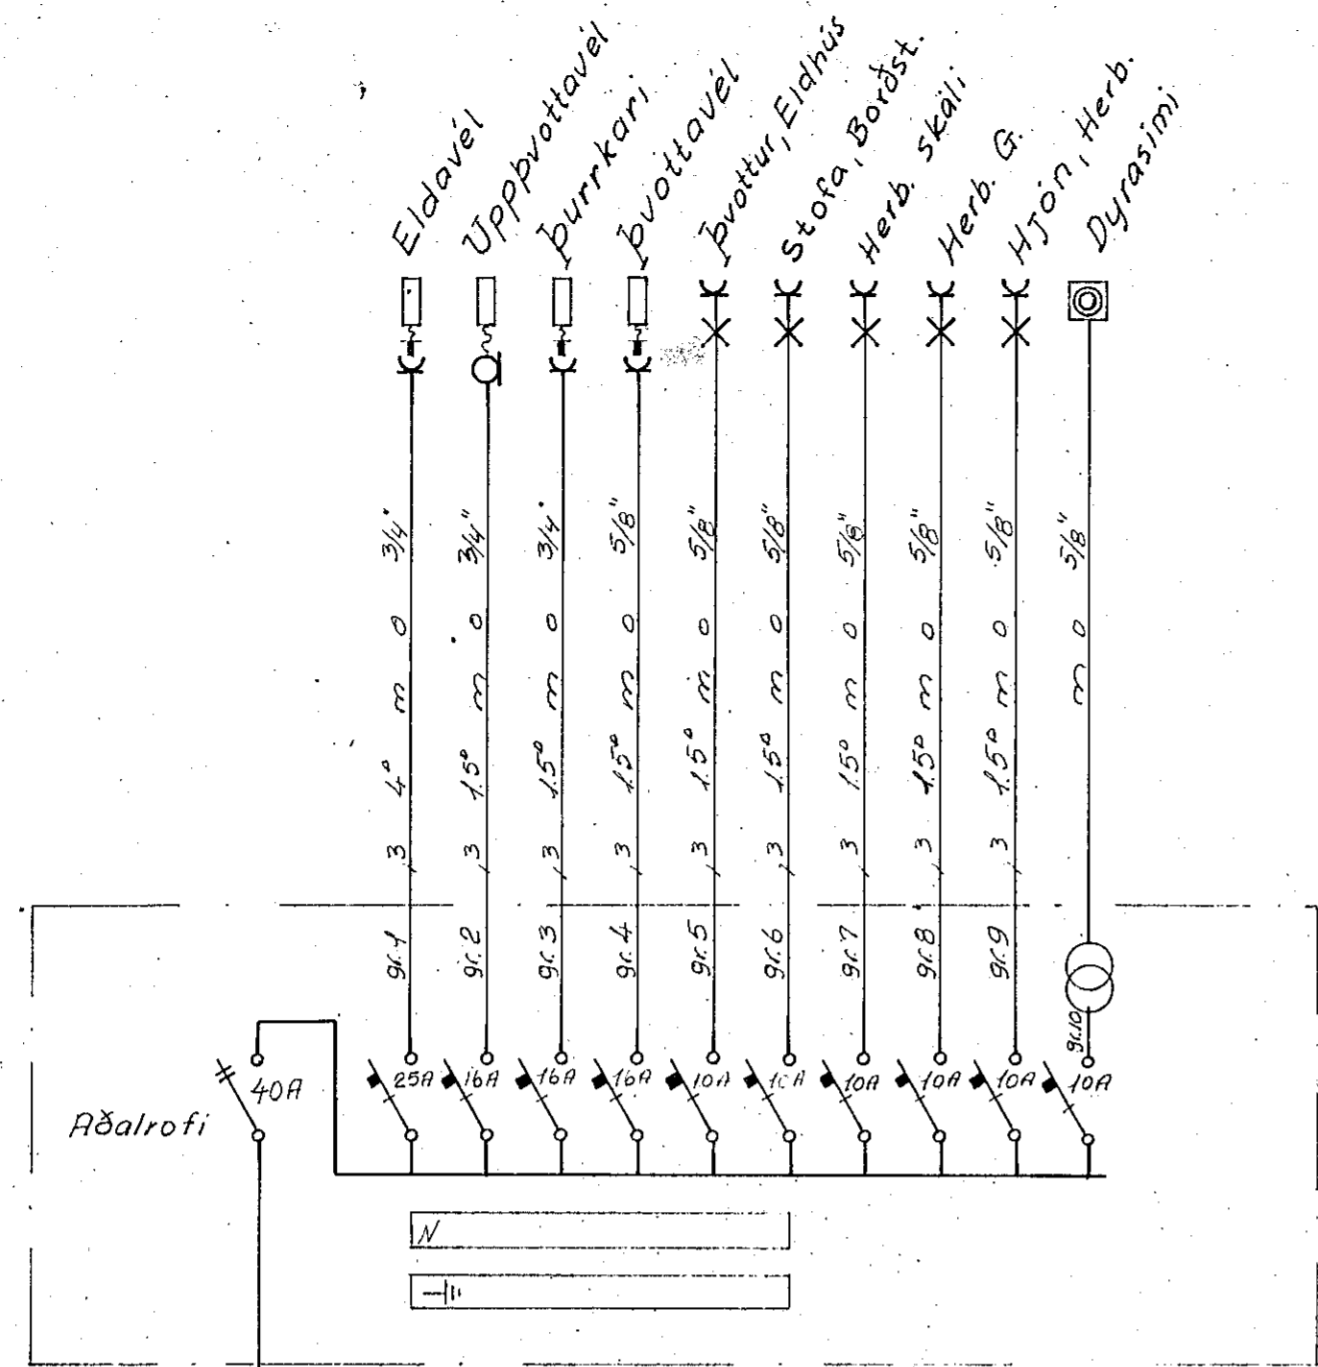 Eldavél
Uppþvottavél
Þurrkari
Þvottavél
Þvottur, Eldhús
Stofa, Borðst.
Herb. skáli
Herb. G.
Hjón, Herb.
Dyrasími
gr.1 3 4□ m o 3/4"
gr.2 3 1.5□ m o 3/4"
gr.3 3 1.5□ m o 3/4"
gr.4 3 1.5□ m o 5/8"
gr.5 3 1.5□ m o 5/8"
gr.6 3 1.5□ m o 5/8"
gr.7 3 1.5□ m o 5/8"
gr.8 3 1.5□ m o 5/8"
gr.9 3 1.5□ m o 5/8"
gr.10 m o 5/8"
40A 25A 16A 16A 16A 10A 10A 10A 10A 10A 10A
Aðalrofi
N